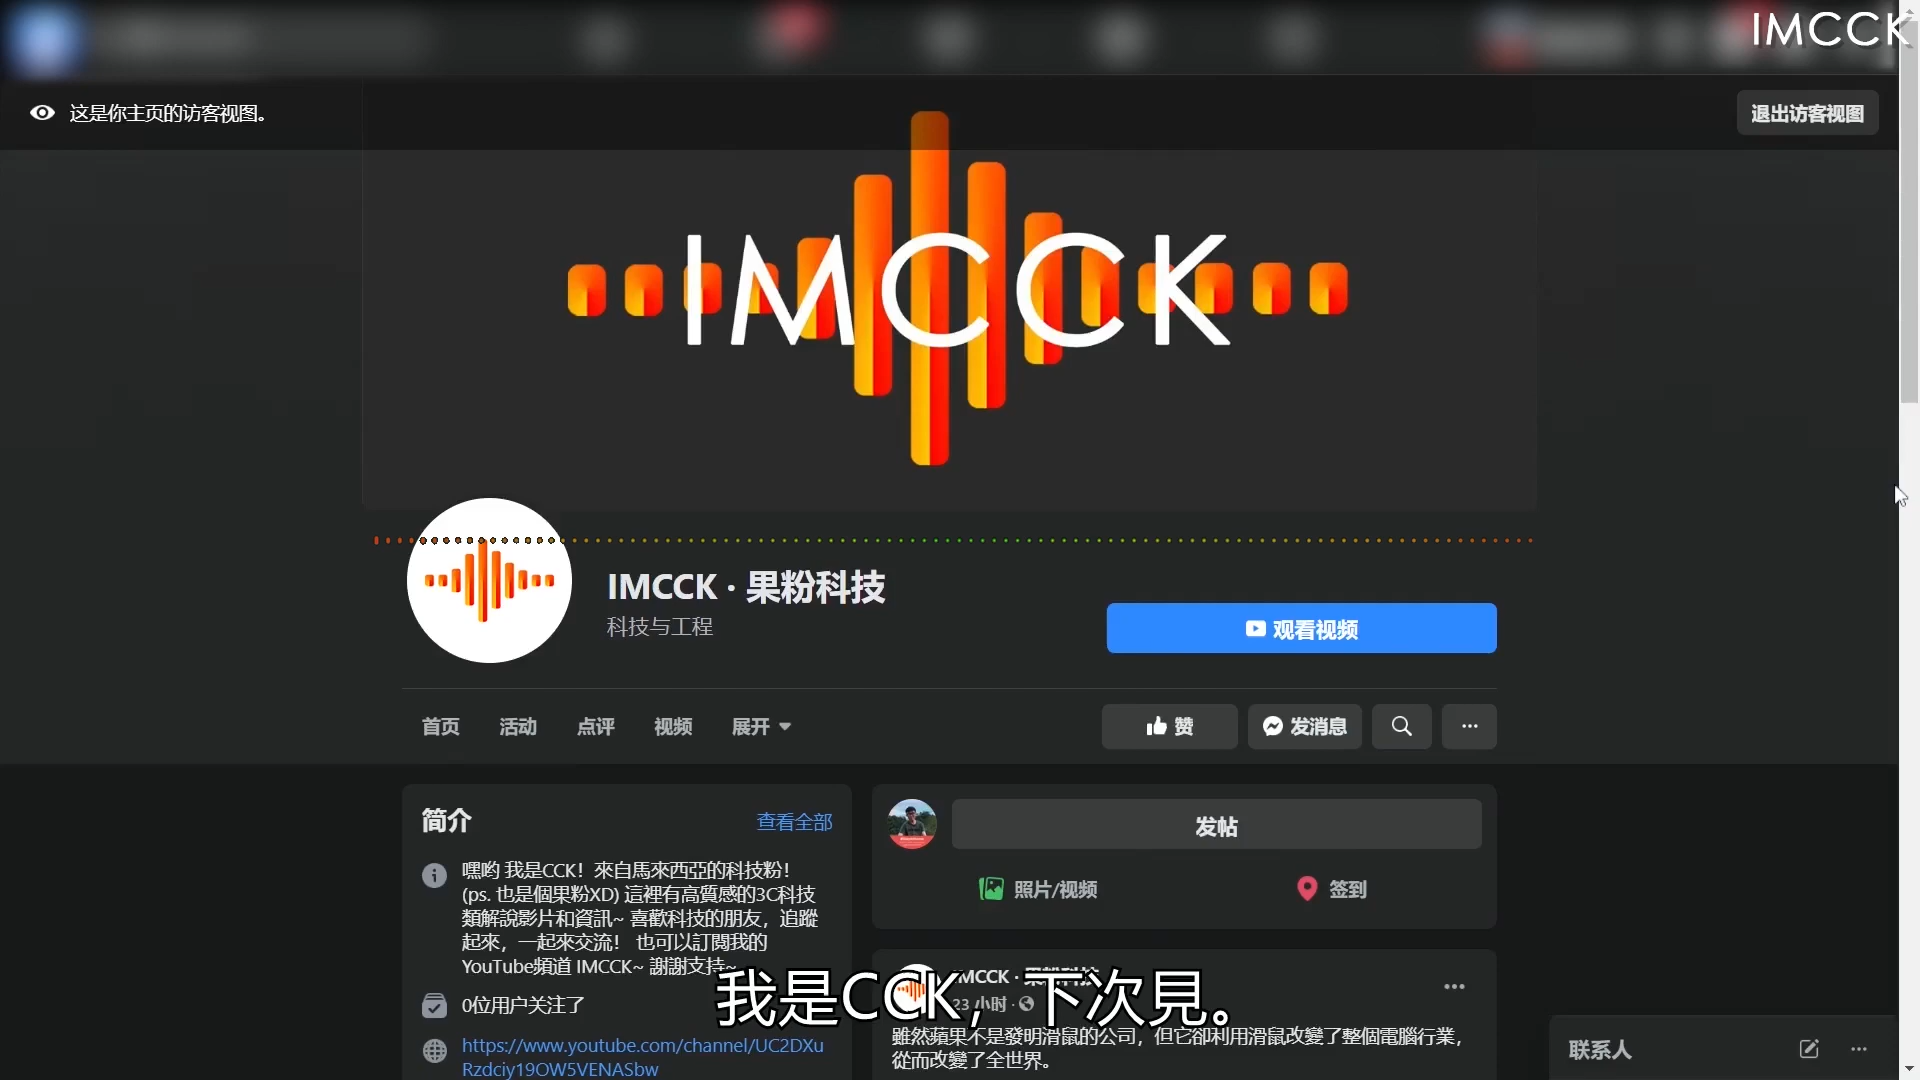 IMCCK
这是你主页的访客视图。
退出访客视图
IMCCK
IMCCK · 果粉科技
科技与工程
观看视频
首页
活动
点评
视频
展开
赞
发消息
简介
查看全部
嘿哟 我是CCK！來自馬來西亞的科技粉！
(ps. 也是個果粉XD) 這裡有高質感的3C科技
類解說影片和資訊~ 喜歡科技的朋友，追蹤
起來，一起來交流！ 也可以訂閱我的
YouTube頻道 IMCCK~ 謝謝支持~
0位用户关注了
https://www.youtube.com/channel/UC2DXu
Rzdciy19OW5VENASbw
发帖
照片/视频
签到
IMCCK · 果粉科技
23 小时 ·
雖然蘋果不是發明滑鼠的公司，但它卻利用滑鼠改變了整個電腦行業，
從而改變了全世界。
我是CCK，下次見。
联系人